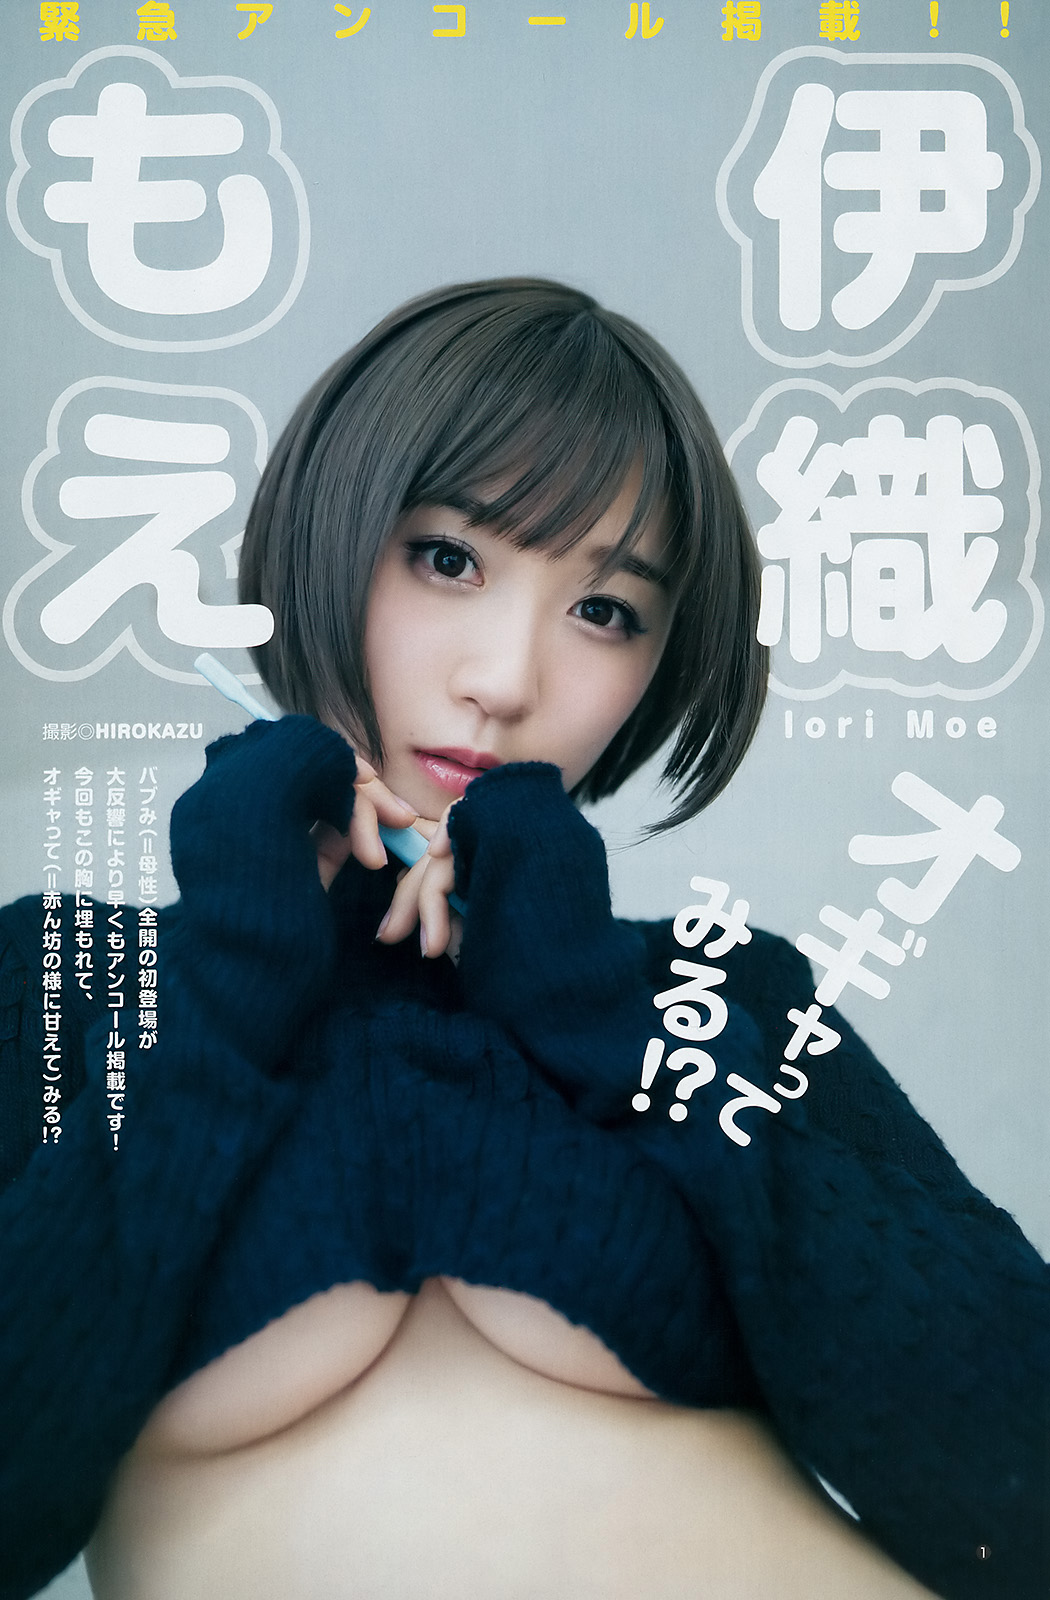 緊急アンコール掲載!!
伊織
もえ
Iori Moe
オギャって
みる!?
撮影◎HIROKAZU
バブみ(=母性)全開の初登場が
大反響により早くもアンコール掲載です!
今回もこの胸に埋もれて、
オギャって(=赤ん坊の様に甘えて)みる!?
1